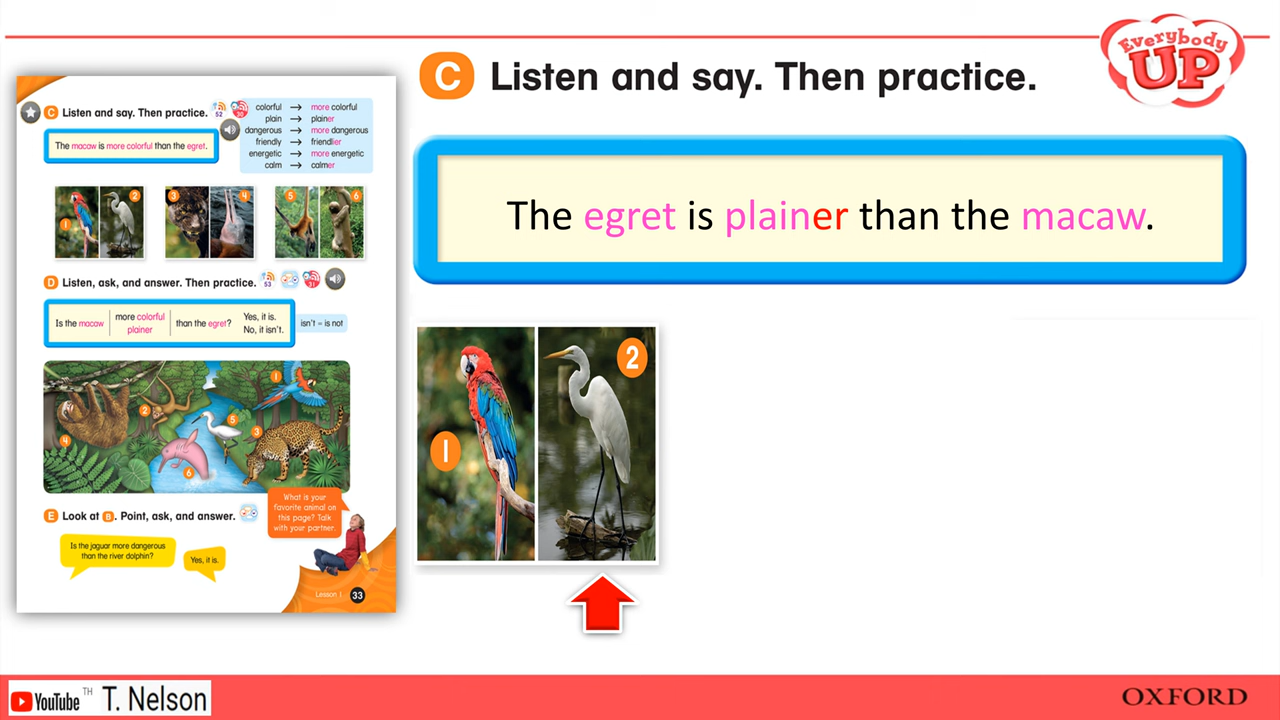 Everybody
UP
C Listen and say. Then practice.
The egret is plainer than the macaw.
1
2
C Listen and say. Then practice.
52
30
The macaw is more colorful than the egret.
colorful → more colorful
plain → plainer
dangerous → more dangerous
friendly → friendlier
energetic → more energetic
calm → calmer
1 2 3 4 5 6
D Listen, ask, and answer. Then practice.
53
31
Is the macaw more colorful plainer than the egret? Yes, it is. No, it isn't.
isn't = is not
1
2
5
3
4
6
E Look at B. Point, ask, and answer.
What is your
favorite animal on
this page? Talk
with your partner.
Is the jaguar more dangerous
than the river dolphin?
Yes, it is.
Lesson 1 33
YouTube TH T. Nelson
OXFORD